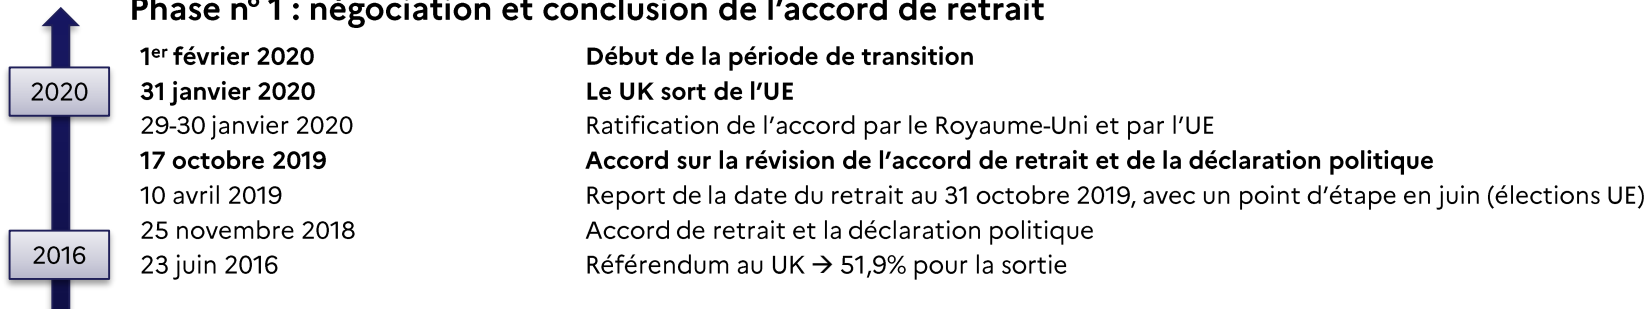 Phase n° 1 : négociation et conclusion de l'accord de retrait
1er février 2020 Début de la période de transition
2020
31 janvier 2020 Le UK sort de l'UE
29-30 janvier 2020 Ratification de l'accord par le Royaume-Uni et par l'UE
17 octobre 2019 Accord sur la révision de l'accord de retrait et de la déclaration politique
10 avril 2019 Report de la date du retrait au 31 octobre 2019, avec un point d'étape en juin (élections UE)
25 novembre 2018 Accord de retrait et la déclaration politique
2016
23 juin 2016 Référendum au UK → 51,9% pour la sortie